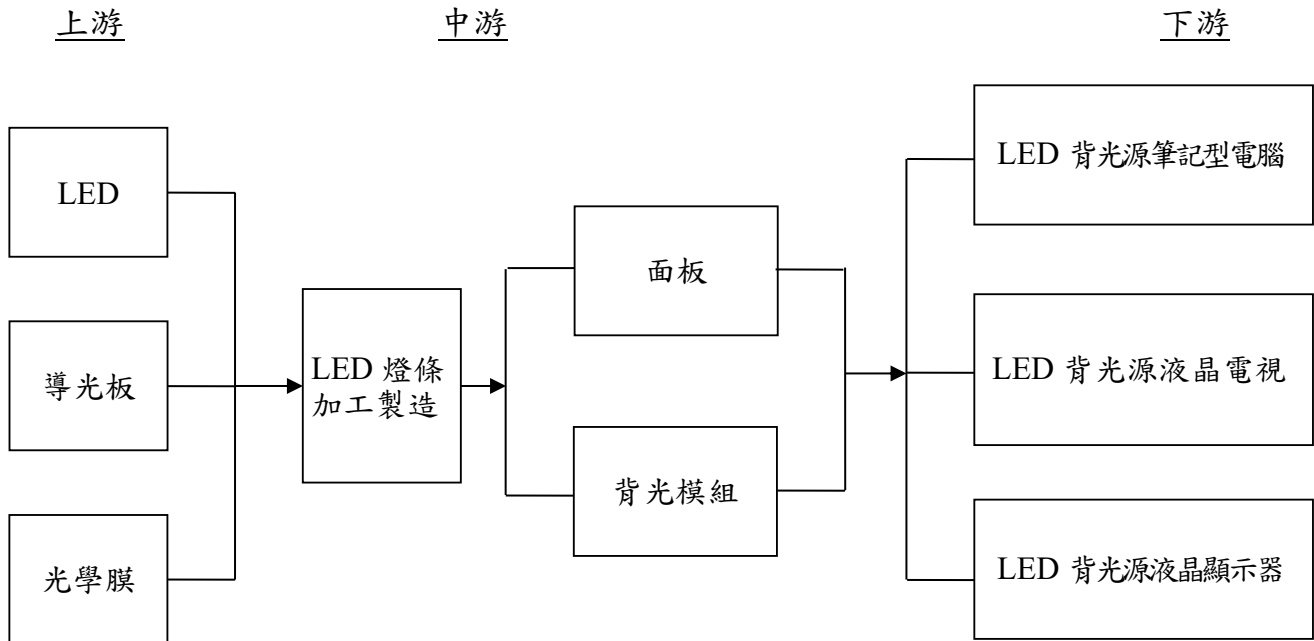 上游
中游
下游
LED
導光板
光學膜
LED 燈條
加工製造
面板
背光模組
LED 背光源筆記型電腦
LED 背光源液晶電視
LED 背光源液晶顯示器